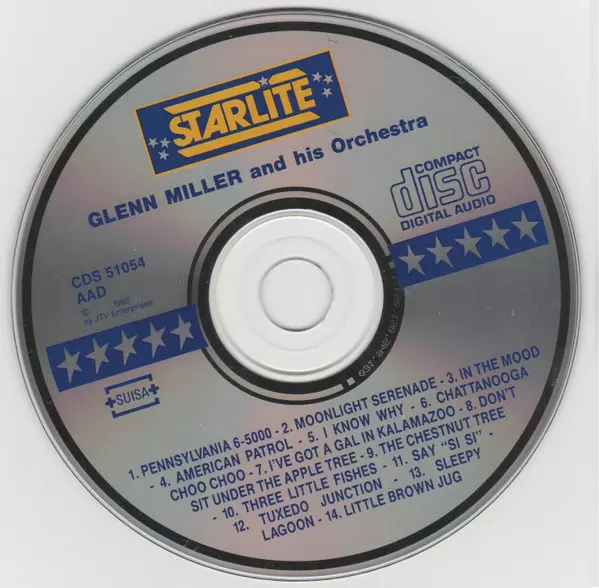 STARLITE
GLENN MILLER and his Orchestra
COMPACT
disc
DIGITAL AUDIO
CDS 51054
AAD
©
by JTV Enterprises
SUISA
1. PENNSYLVANIA 6-5000 - 2. MOONLIGHT SERENADE - 3. IN THE MOOD
- 4. AMERICAN PATROL - 5. I KNOW WHY - 6. CHATTANOOGA
CHOO CHOO - 7. I'VE GOT A GAL IN KALAMAZOO - 8. DON'T
SIT UNDER THE APPLE TREE - 9. THE CHESTNUT TREE
- 10. THREE LITTLE FISHES - 11. SAY "SI SI" -
12. TUXEDO JUNCTION - 13. SLEEPY
LAGOON - 14. LITTLE BROWN JUG